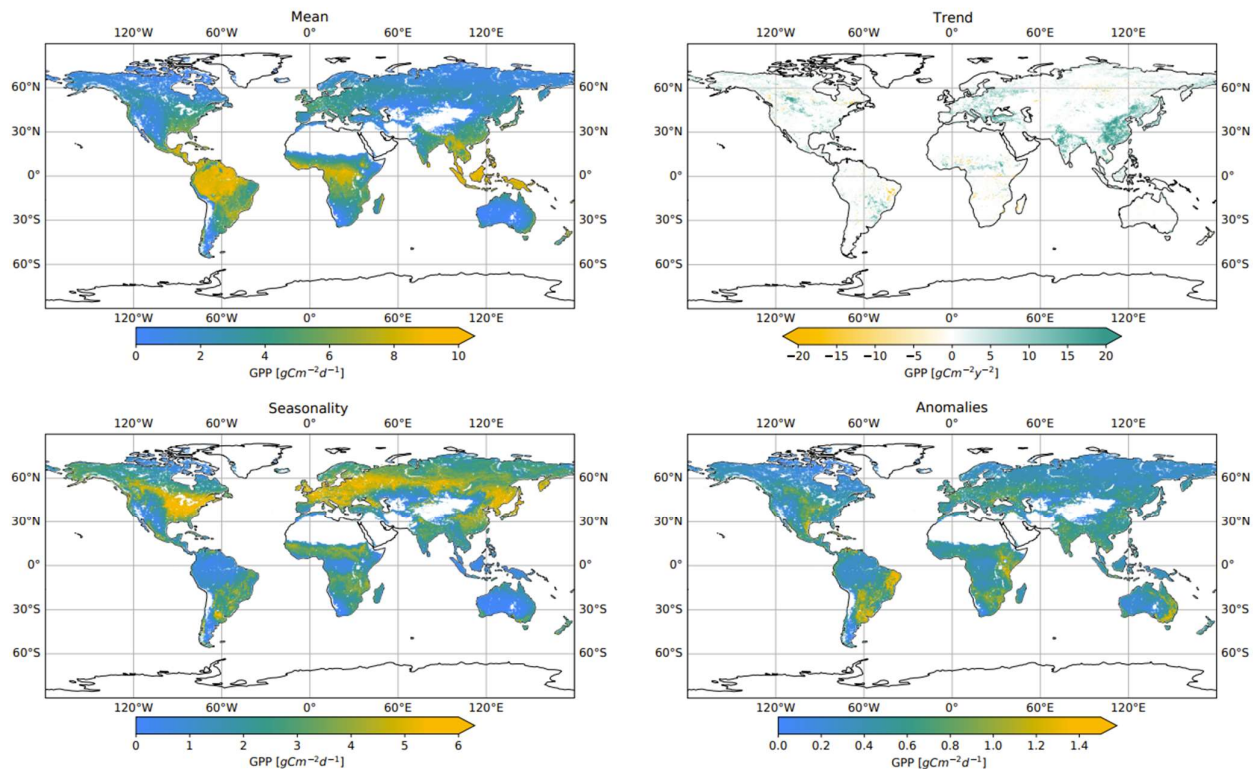 Mean
120°W 60°W 0° 60°E 120°E
60°N 60°N
30°N 30°N
0° 0°
30°S 30°S
60°S 60°S
120°W 60°W 0° 60°E 120°E
0 2 4 6 8 10
GPP [gCm⁻²d⁻¹]
Trend
120°W 60°W 0° 60°E 120°E
60°N 60°N
30°N 30°N
0° 0°
30°S 30°S
60°S 60°S
120°W 60°W 0° 60°E 120°E
−20 −15 −10 −5 0 5 10 15 20
GPP [gCm⁻²y⁻²]
Seasonality
120°W 60°W 0° 60°E 120°E
60°N 60°N
30°N 30°N
0° 0°
30°S 30°S
60°S 60°S
120°W 60°W 0° 60°E 120°E
0 1 2 3 4 5 6
GPP [gCm⁻²d⁻¹]
Anomalies
120°W 60°W 0° 60°E 120°E
60°N 60°N
30°N 30°N
0° 0°
30°S 30°S
60°S 60°S
120°W 60°W 0° 60°E 120°E
0.0 0.2 0.4 0.6 0.8 1.0 1.2 1.4
GPP [gCm⁻²d⁻¹]